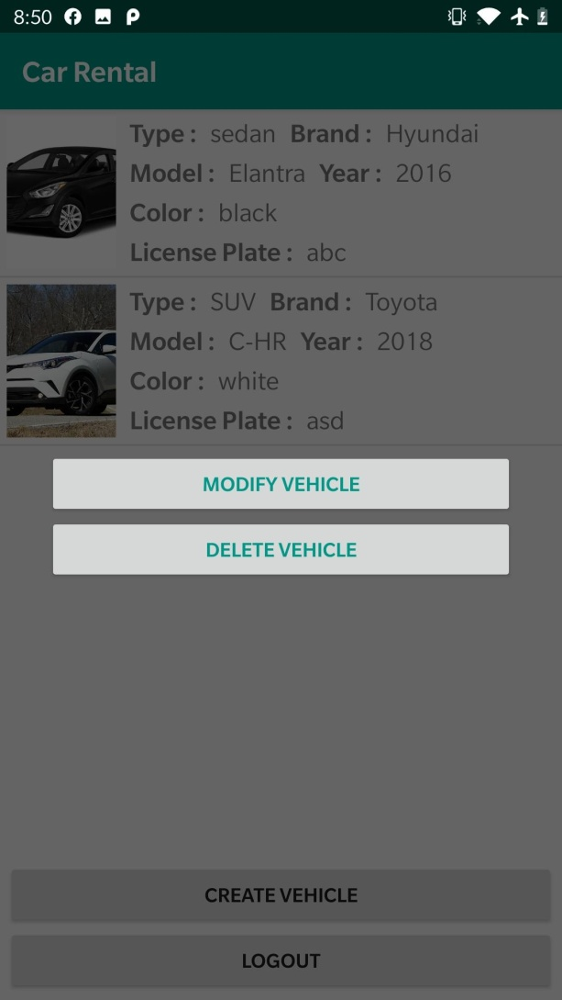 8:50
Car Rental
Type : sedan Brand : Hyundai
Model : Elantra Year : 2016
Color : black
License Plate : abc
Type : SUV Brand : Toyota
Model : C-HR Year : 2018
Color : white
License Plate : asd
MODIFY VEHICLE
DELETE VEHICLE
CREATE VEHICLE
LOGOUT